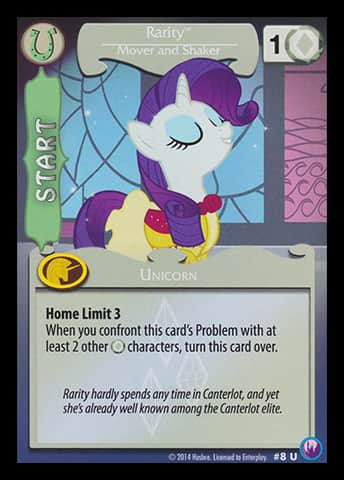 Rarity™
Mover and Shaker
1
START
UNICORN
Home Limit 3
When you confront this card's Problem with at
least 2 other characters, turn this card over.
Rarity hardly spends any time in Canterlot, and yet
she's already well known among the Canterlot elite.
© 2014 Hasbro. Licensed to Enterplay. #8 U